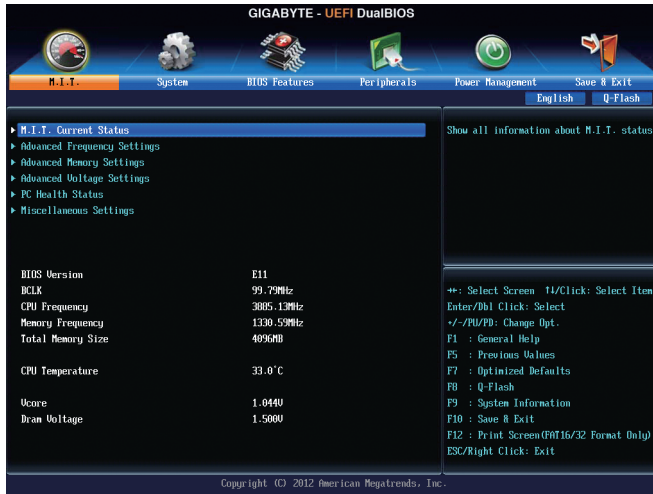 GIGABYTE - UEFI DualBIOS
M.I.T. System BIOS Features Peripherals Power Management Save & Exit
English Q-Flash
M.I.T. Current Status
Advanced Frequency Settings
Advanced Memory Settings
Advanced Voltage Settings
PC Health Status
Miscellaneous Settings
Show all information about M.I.T. status
BIOS Version E11
BCLK 99.79MHz
CPU Frequency 3885.13MHz
Memory Frequency 1330.59MHz
Total Memory Size 4096MB
CPU Temperature 33.0°C
Vcore 1.044V
Dram Voltage 1.500V
→←: Select Screen ↑↓/Click: Select Item
Enter/Dbl Click: Select
+/-/PU/PD: Change Opt.
F1 : General Help
F5 : Previous Values
F7 : Optimized Defaults
F8 : Q-Flash
F9 : System Information
F10 : Save & Exit
F12 : Print Screen(FAT16/32 Format Only)
ESC/Right Click: Exit
Copyright (C) 2012 American Megatrends, Inc.